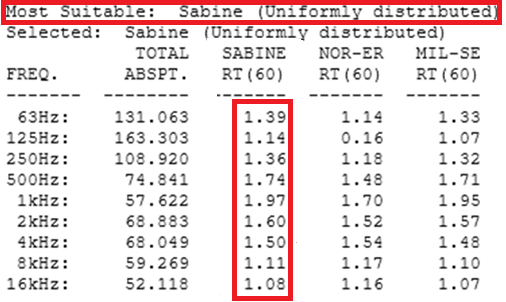 Most Suitable: Sabine (Uniformly distributed)
Selected: Sabine (Uniformly distributed)
TOTAL SABINE NOR-ER MIL-SE
FREQ. ABSPT. RT(60) RT(60) RT(60)
------- -------- ------- ------- -------
63Hz: 131.063 1.39 1.14 1.33
125Hz: 163.303 1.14 0.16 1.07
250Hz: 108.920 1.36 1.18 1.32
500Hz: 74.841 1.74 1.48 1.71
1kHz: 57.622 1.97 1.70 1.95
2kHz: 68.883 1.60 1.52 1.57
4kHz: 68.049 1.50 1.54 1.48
8kHz: 59.269 1.11 1.17 1.10
16kHz: 52.118 1.08 1.16 1.07